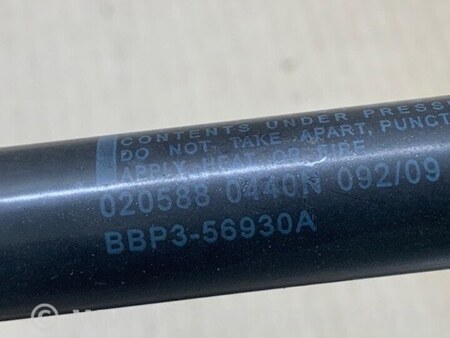 CONTENTS UNDER PRESS
DO NOT TAKE APART, PUNCT
APPLY HEAT OR FIRE
020588 0440N 092/09
BBP3-56930A
©